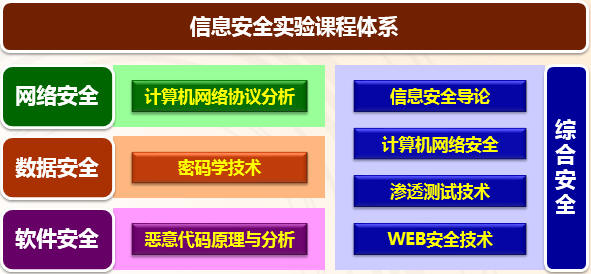 信息安全实验课程体系
网络安全
计算机网络协议分析
数据安全
密码学技术
软件安全
恶意代码原理与分析
信息安全导论
计算机网络安全
渗透测试技术
WEB安全技术
综合安全